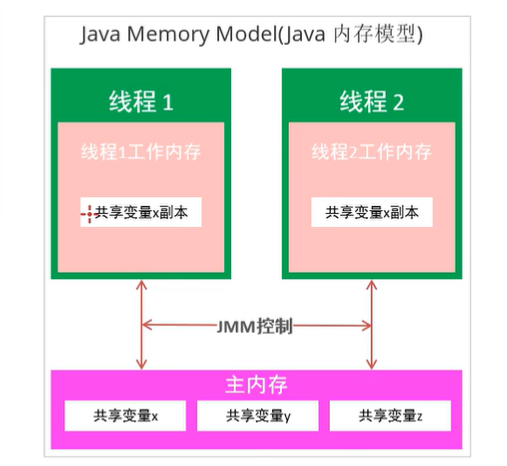 Java Memory Model(Java 内存模型)
线程 1
线程 2
线程1工作内存
线程2工作内存
共享变量x副本
共享变量x副本
JMM控制
主内存
共享变量x
共享变量y
共享变量z